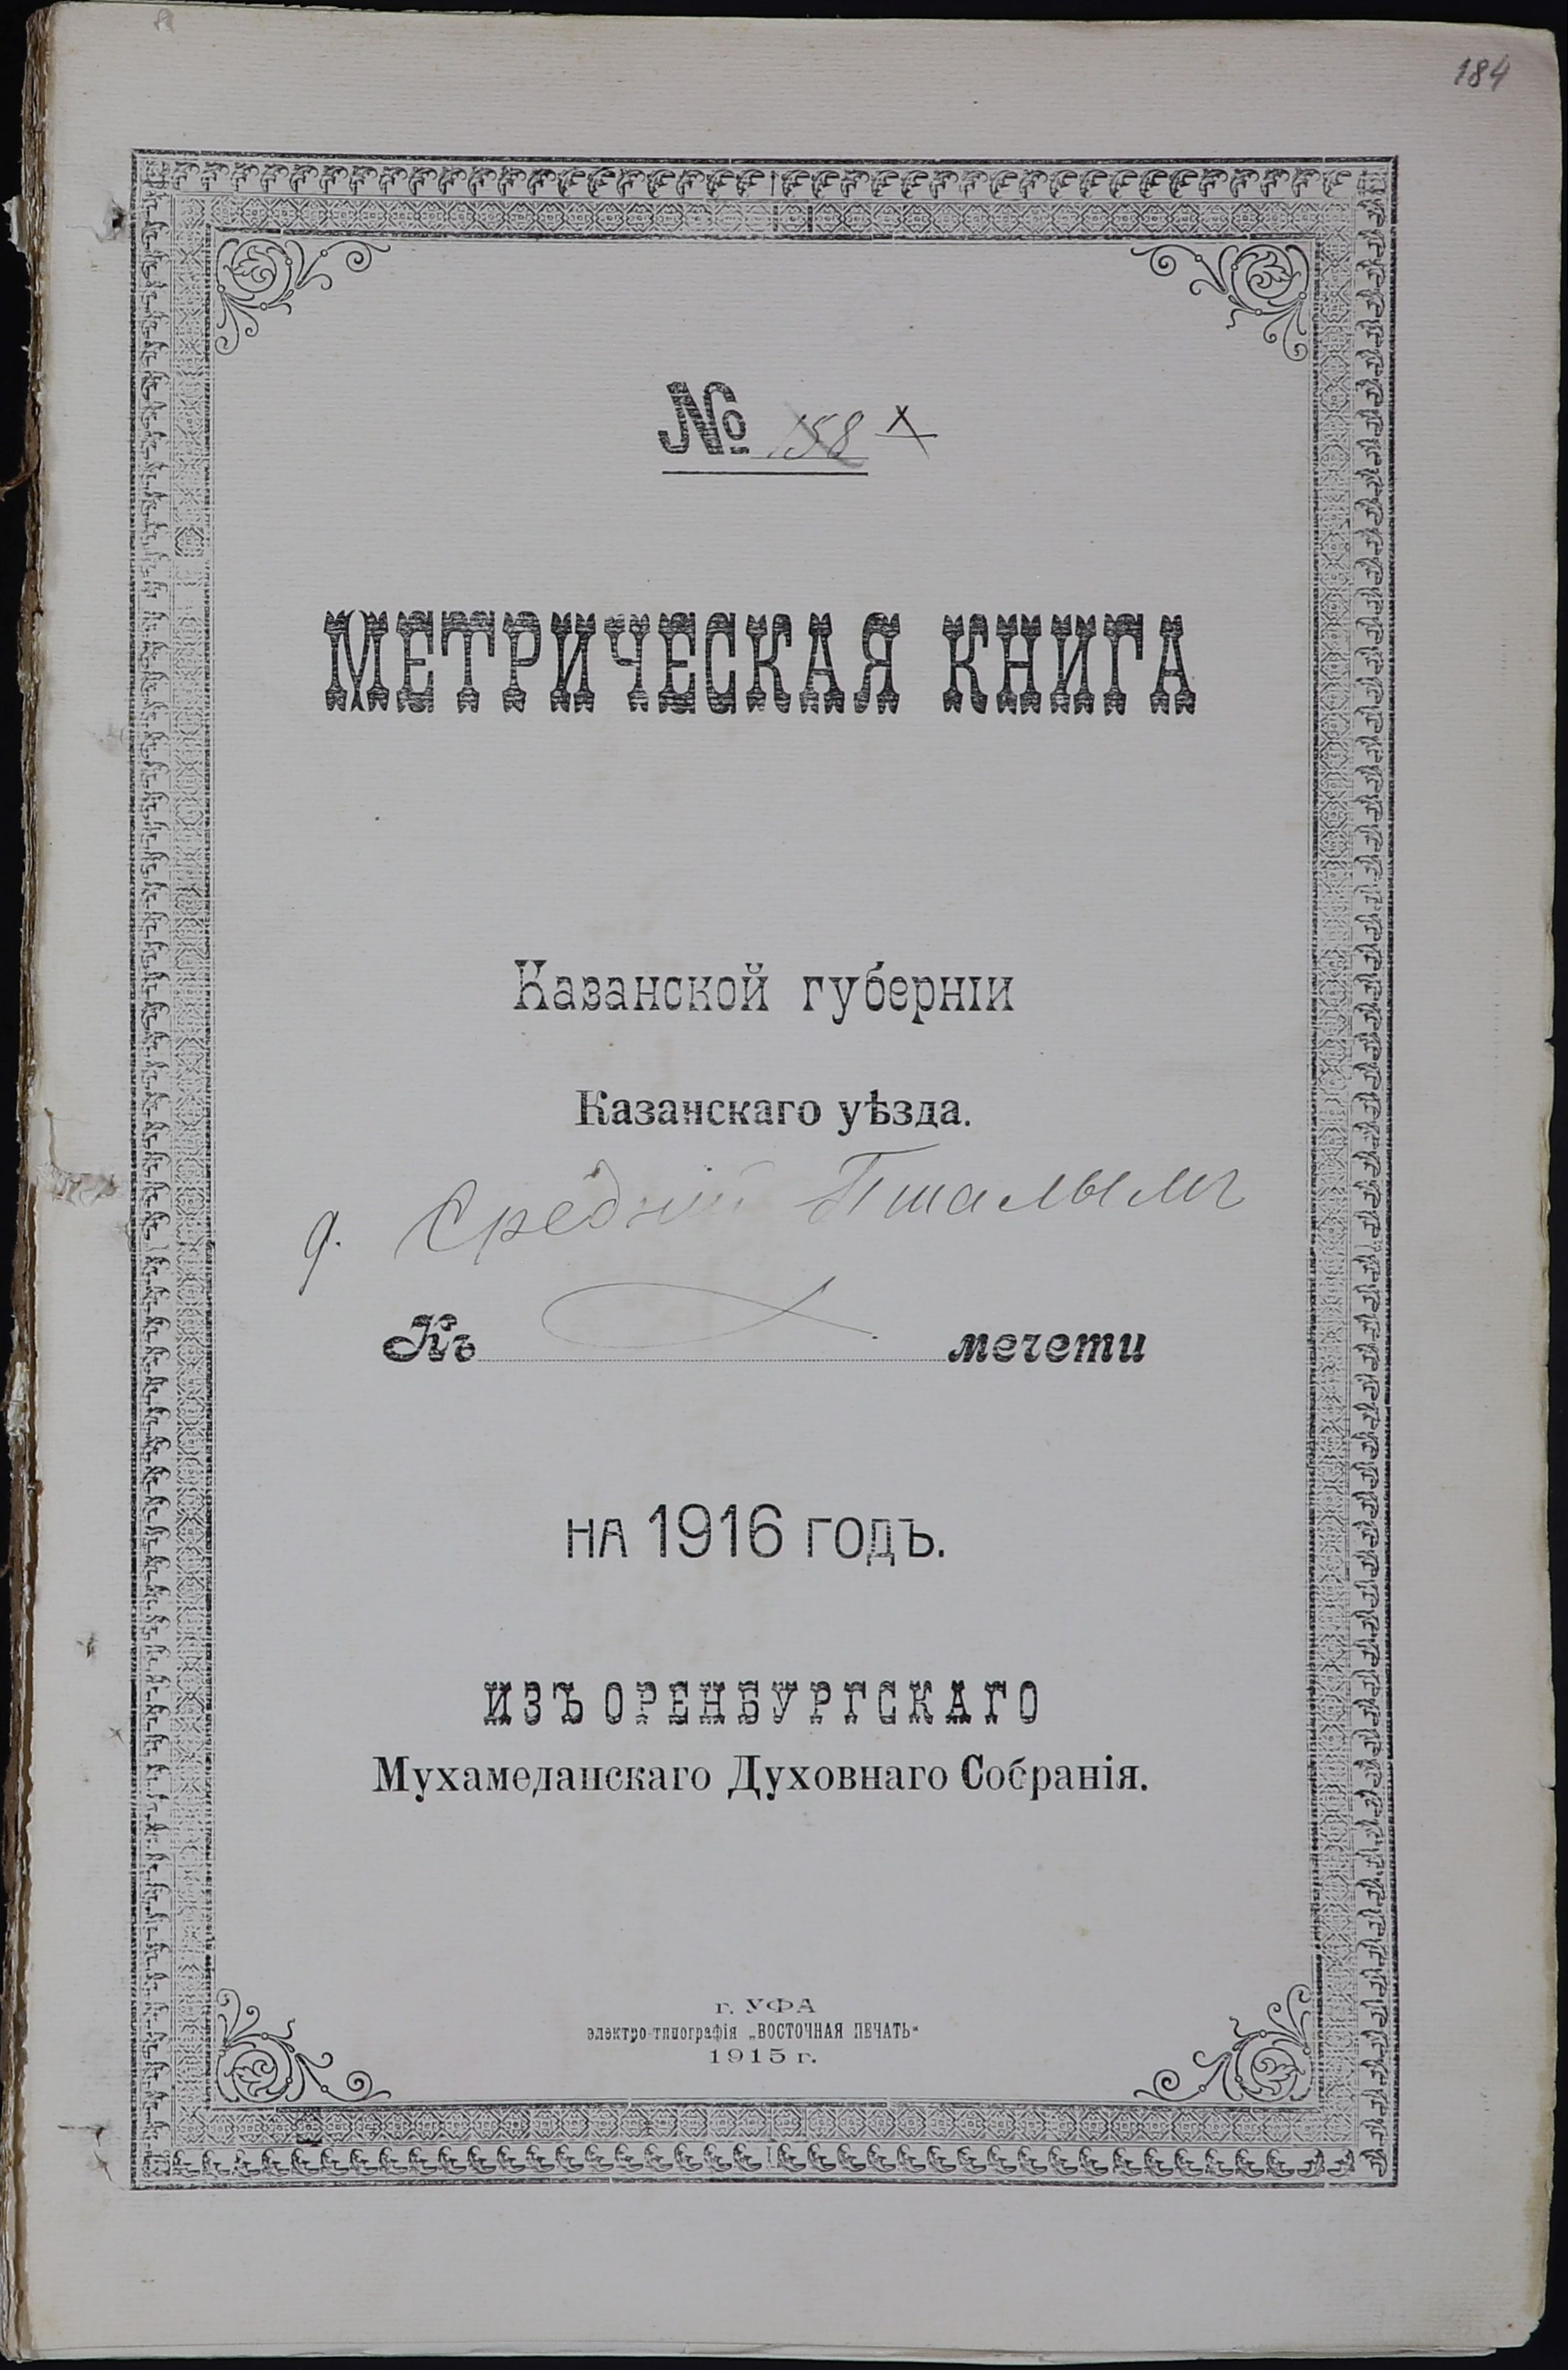 184
№ 158
МЕТРИЧЕСКАЯ КНИГА
Казанской губерніи
Казанскаго уѣзда.
д. Средній Пшалымъ
Къ мечети
НА 1916 ГОДЪ.
ИЗЪ ОРЕНБУРГСКАГО
Мухамеданскаго Духовнаго Собранія.
г. УФА
электро-типографія „ВОСТОЧНАЯ ПЕЧАТЬ“
1915 г.